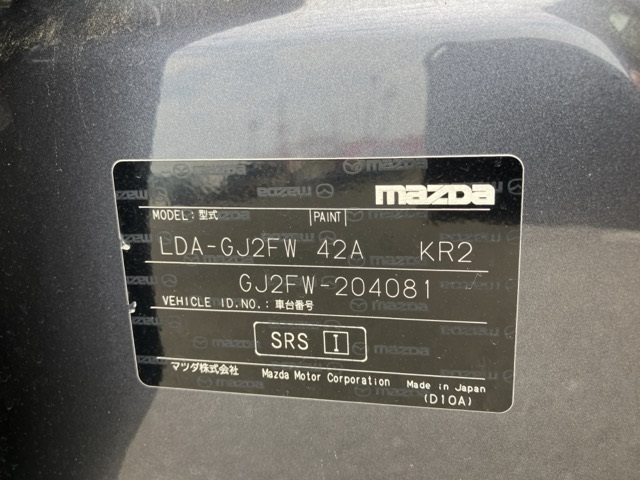 mazda
MODEL:型式 PAINT
LDA-GJ2FW 42A KR2
GJ2FW-204081
VEHICLE I.D.NO.:車台番号
SRS I
マツダ株式会社 Mazda Motor Corporation Made in Japan
(D10A)